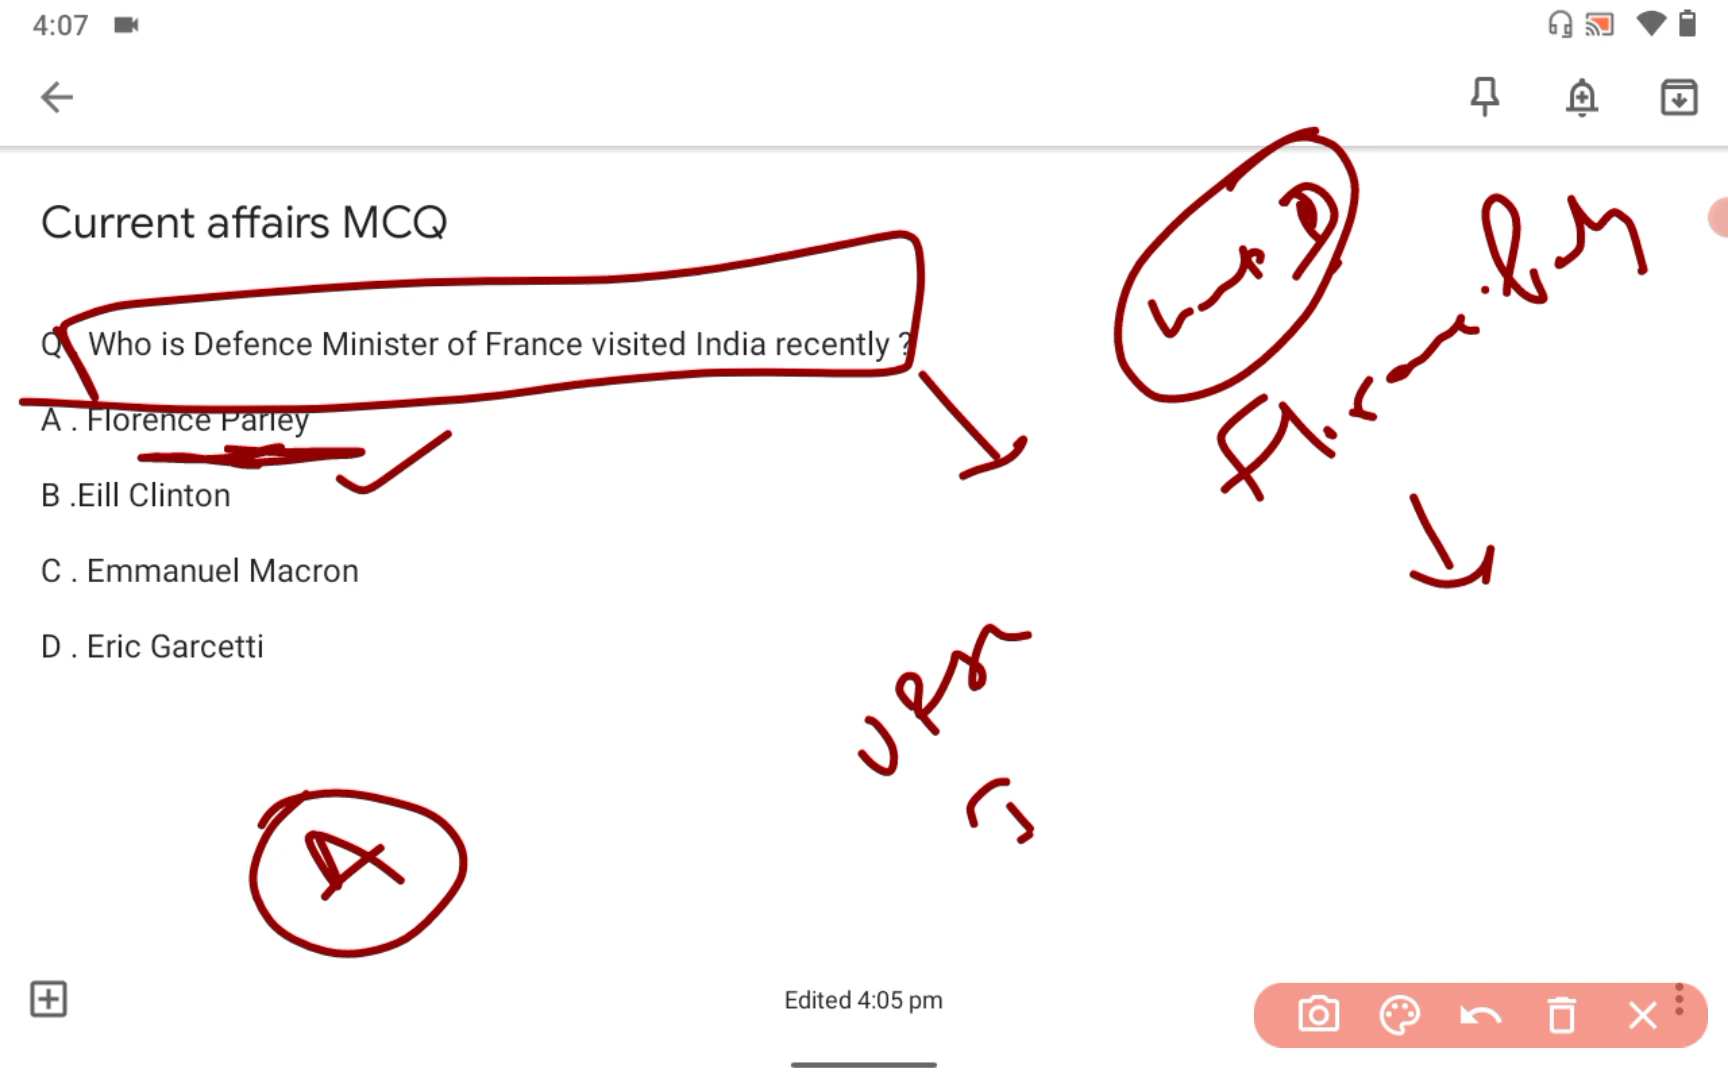 4:07
Current affairs MCQ
Q. Who is Defence Minister of France visited India recently ?
A . Florence Parley
B .Eill Clinton
C . Emmanuel Macron
D . Eric Garcetti
A
Edited 4:05 pm